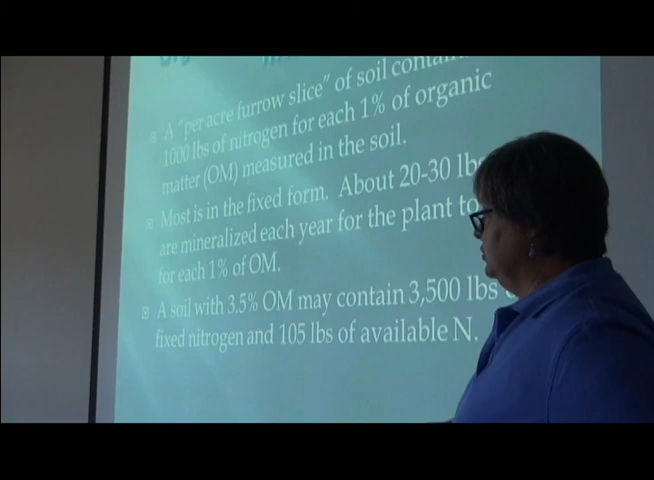 A "per acre furrow slice" of soil
1000 lbs of nitrogen for each 1% of organic
matter (OM) measured in the soil.
Most is in the fixed form. About 20-30 lbs
are mineralized each year for the plant to
for each 1% of OM.
A soil with 3.5% OM may contain 3,500 lbs
fixed nitrogen and 105 lbs of available N.